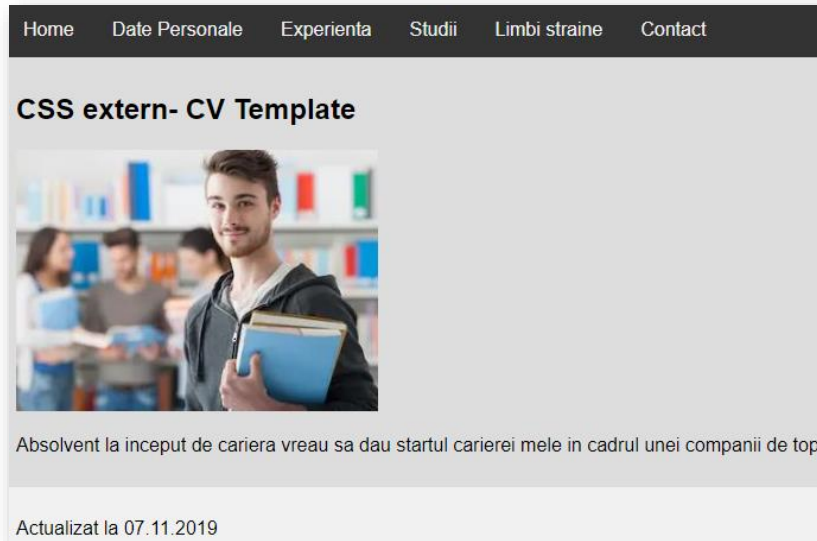 Home Date Personale Experienta Studii Limbi straine Contact
CSS extern- CV Template
Absolvent la inceput de cariera vreau sa dau startul carierei mele in cadrul unei companii de top
Actualizat la 07.11.2019